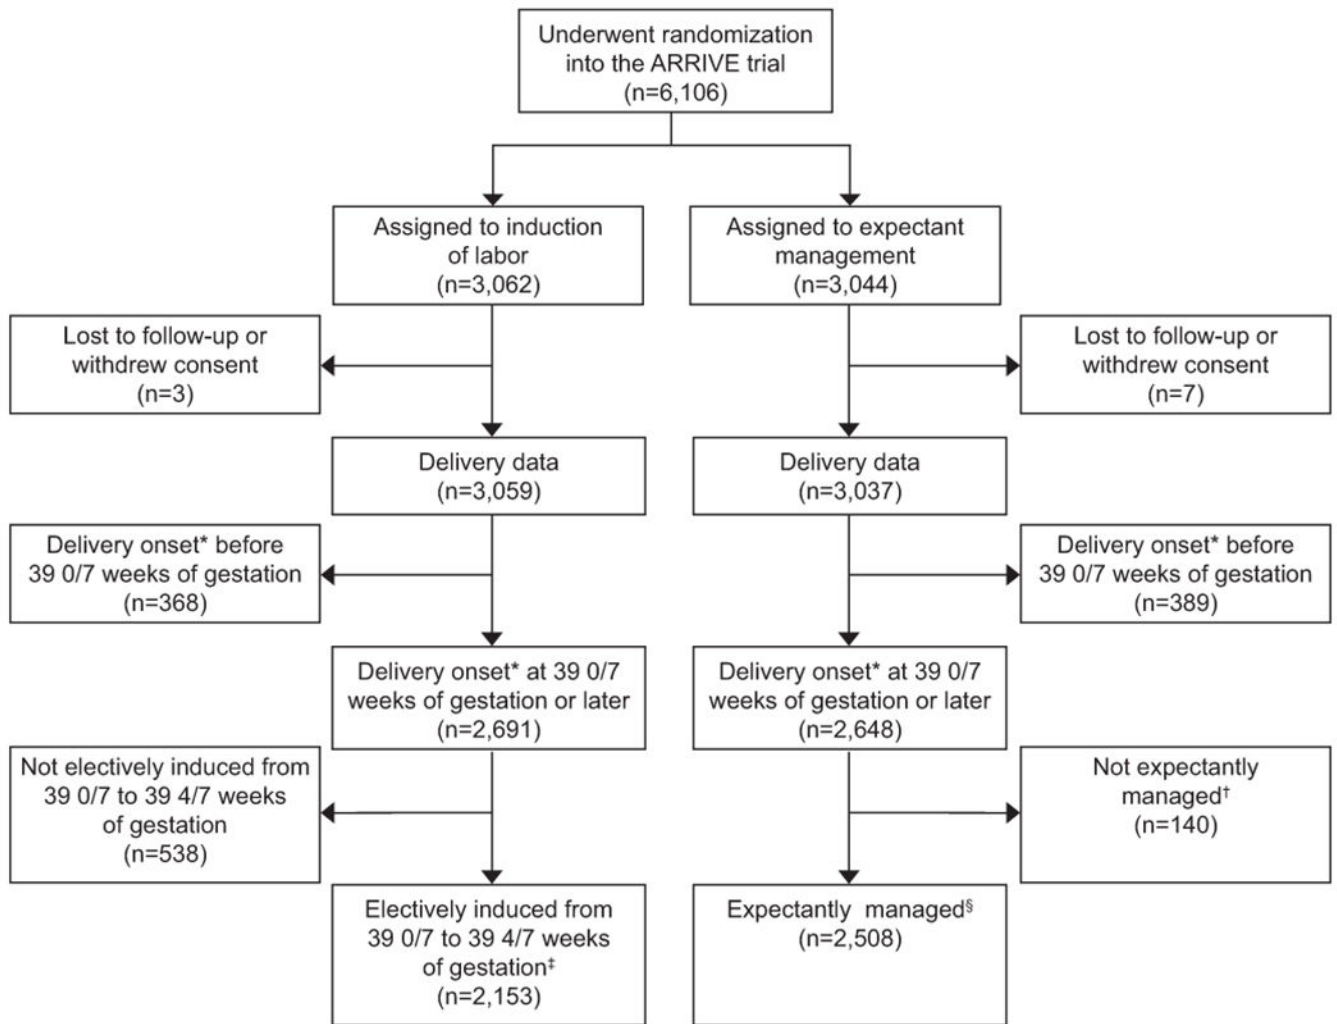 Underwent randomization
into the ARRIVE trial
(n=6,106)
Assigned to induction
of labor
(n=3,062)
Assigned to expectant
management
(n=3,044)
Lost to follow-up or
withdrew consent
(n=3)
Lost to follow-up or
withdrew consent
(n=7)
Delivery data
(n=3,059)
Delivery data
(n=3,037)
Delivery onset* before
39 0/7 weeks of gestation
(n=368)
Delivery onset* before
39 0/7 weeks of gestation
(n=389)
Delivery onset* at 39 0/7
weeks of gestation or later
(n=2,691)
Delivery onset* at 39 0/7
weeks of gestation or later
(n=2,648)
Not electively induced from
39 0/7 to 39 4/7 weeks
of gestation
(n=538)
Not expectantly
managed†
(n=140)
Electively induced from
39 0/7 to 39 4/7 weeks
of gestation‡
(n=2,153)
Expectantly managed§
(n=2,508)